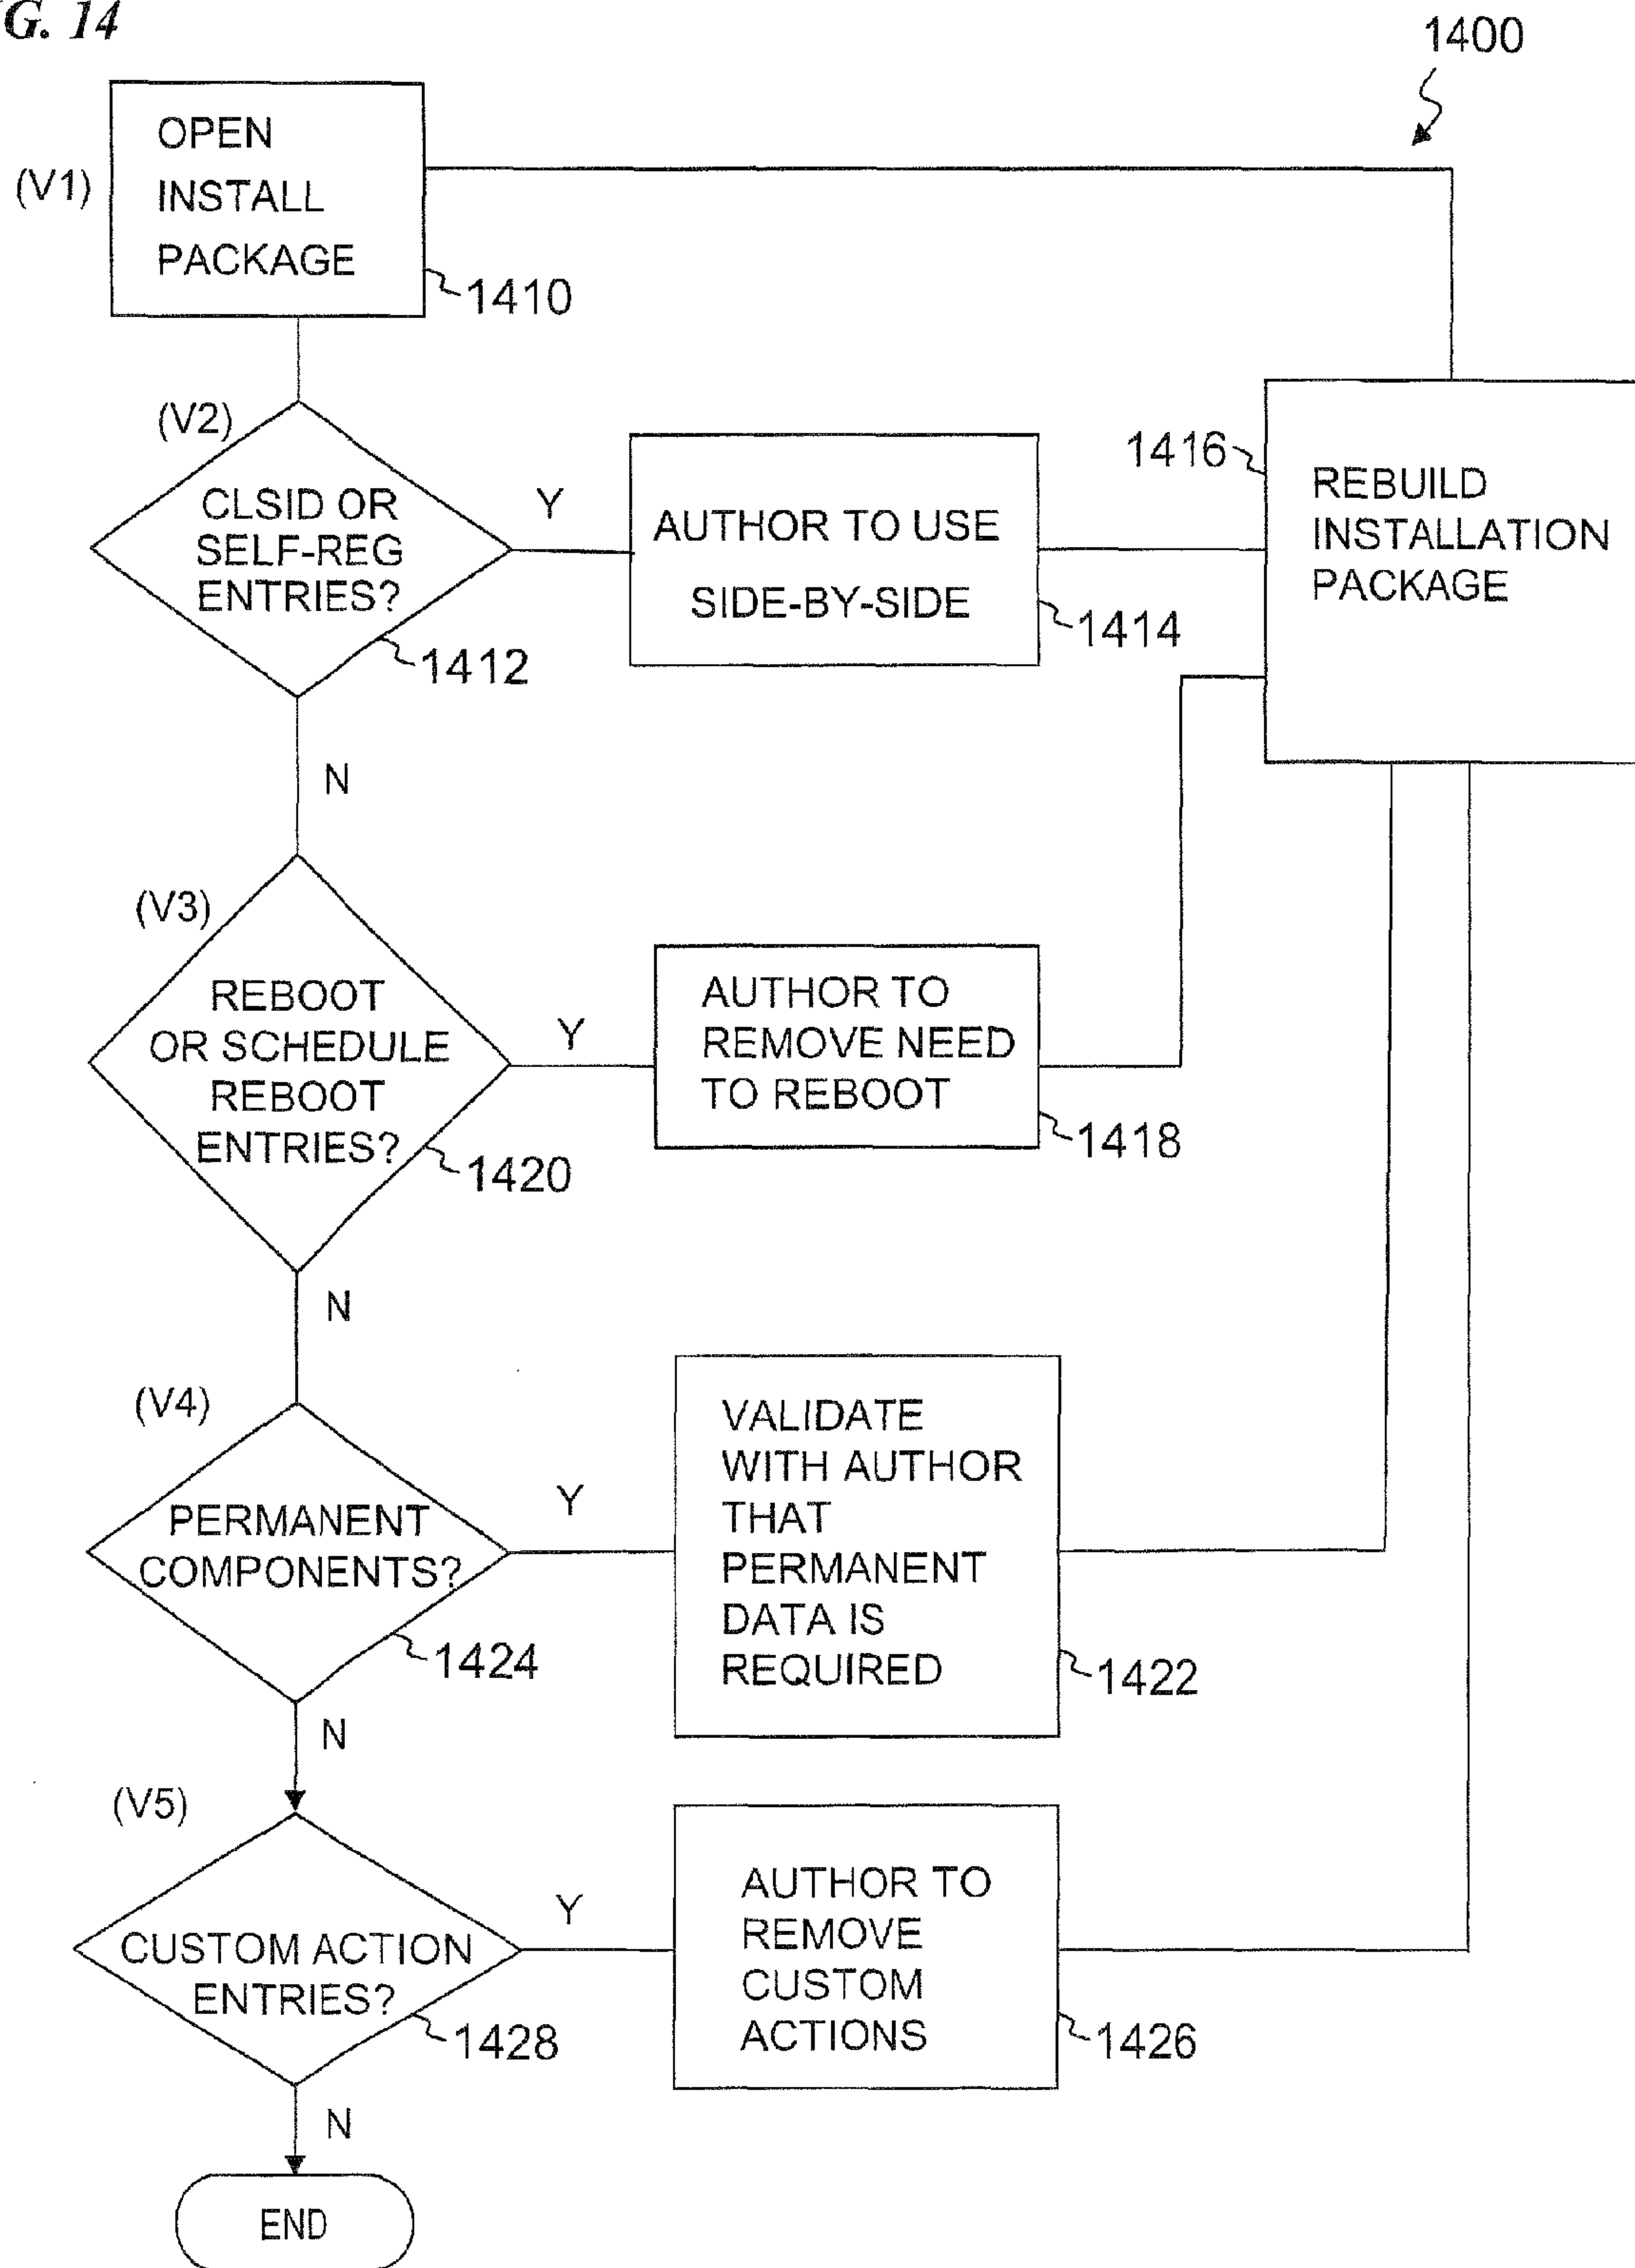 G. 14
1400
(V1)
OPEN
INSTALL
PACKAGE
1410
(V2)
CLSID OR
SELF-REG
ENTRIES?
1412
Y
AUTHOR TO USE
SIDE-BY-SIDE
1414
1416
REBUILD
INSTALLATION
PACKAGE
N
(V3)
REBOOT
OR SCHEDULE
REBOOT
ENTRIES?
1420
Y
AUTHOR TO
REMOVE NEED
TO REBOOT
1418
N
(V4)
PERMANENT
COMPONENTS?
1424
Y
VALIDATE
WITH AUTHOR
THAT
PERMANENT
DATA IS
REQUIRED
1422
N
(V5)
CUSTOM ACTION
ENTRIES?
1428
Y
AUTHOR TO
REMOVE
CUSTOM
ACTIONS
1426
N
END